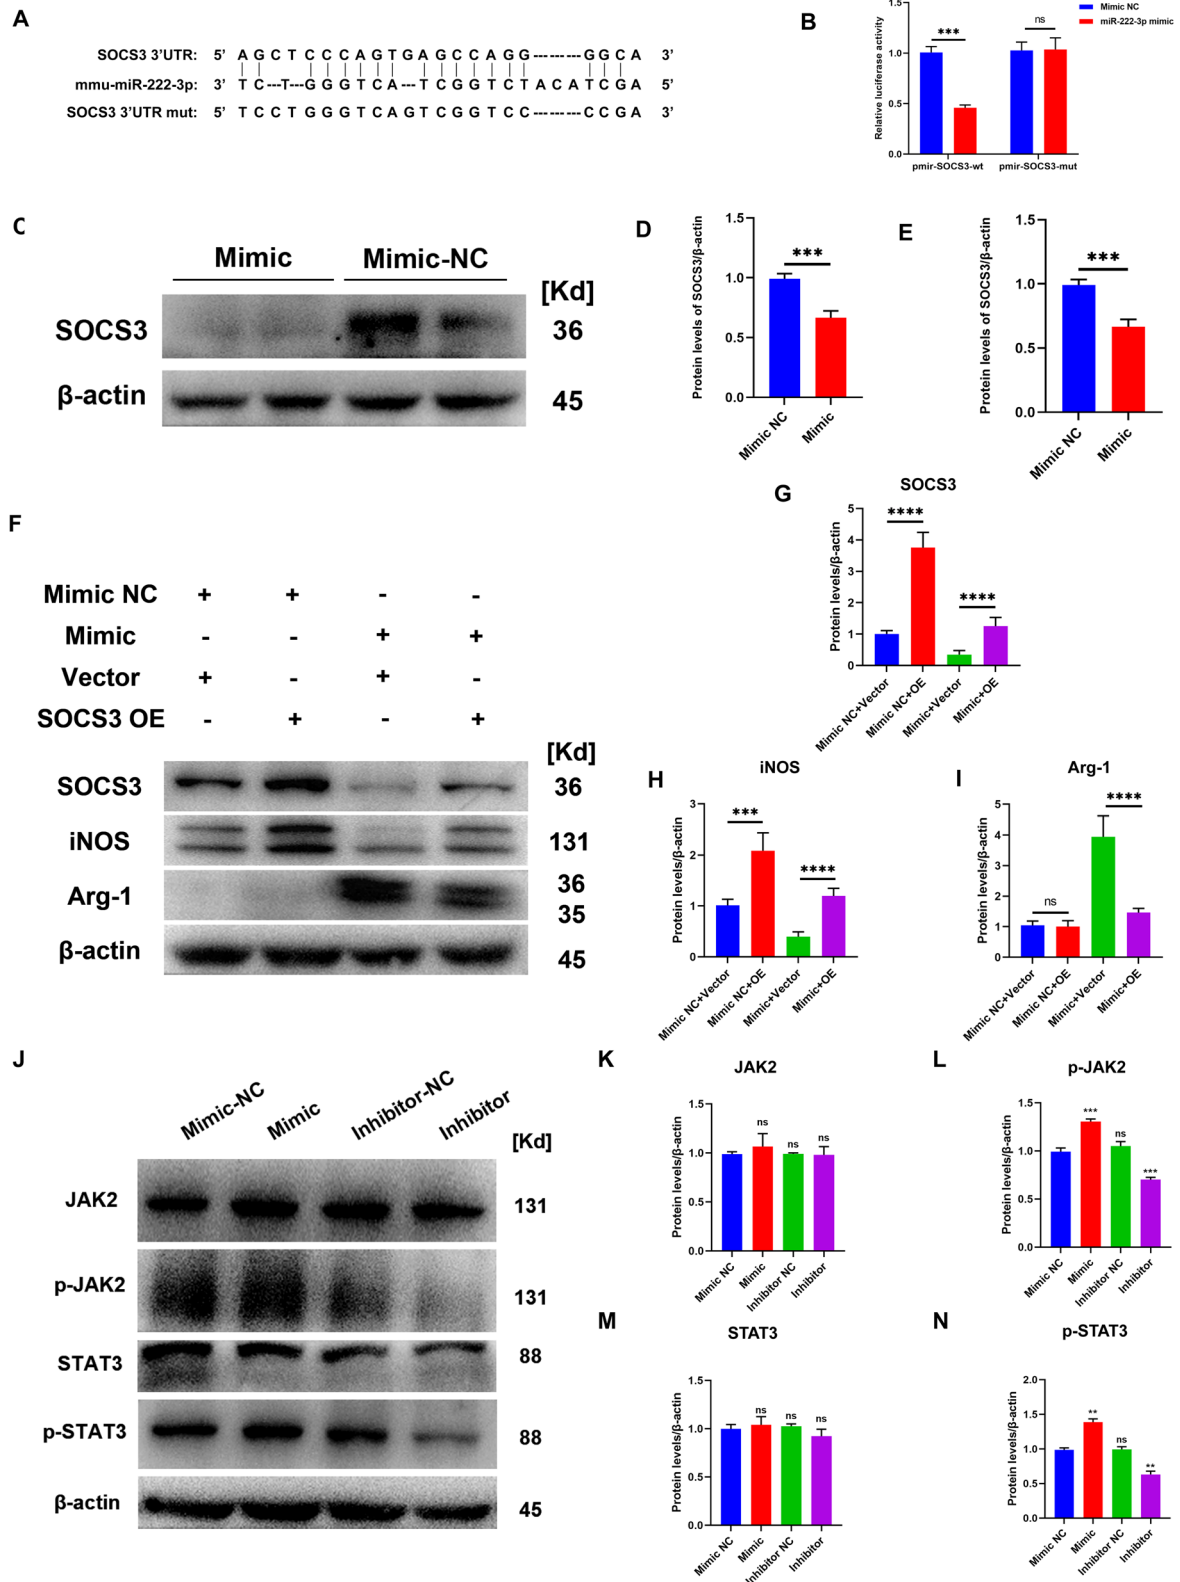 A
SOCS3 3'UTR: 5' A G C T C C C A G T G A G C C A G G -------- G G C A 3'
mmu-miR-222-3p: 3' T C ---T--- G G G T C A --- T C G G T C T A C A T C G A 5'
SOCS3 3'UTR mut: 5' T C C T G G G T C A G T C G G T C C -------- C C G A 3'
B
Relative luciferase activity
1.5
1.0
0.5
0.0
***
ns
Mimic NC
miR-222-3p mimic
pmir-SOCS3-wt
pmir-SOCS3-mut
C
Mimic
Mimic-NC
[Kd]
SOCS3
36
β-actin
45
D
Protein levels of SOCS3/β-actin
1.5
1.0
0.5
0.0
***
Mimic NC
Mimic
E
Protein levels of SOCS3/β-actin
1.5
1.0
0.5
0.0
***
Mimic NC
Mimic
F
Mimic NC + + - -
Mimic - - + +
Vector + - + -
SOCS3 OE - + - +
[Kd]
SOCS3
36
iNOS
131
Arg-1
36
35
β-actin
45
G
SOCS3
Protein levels/β-actin
5
4
3
2
1
0
****
****
Mimic NC+Vector
Mimic NC+OE
Mimic+Vector
Mimic+OE
H
iNOS
Protein levels/β-actin
3
2
1
0
***
****
Mimic NC+Vector
Mimic NC+OE
Mimic+Vector
Mimic+OE
I
Arg-1
Protein levels/β-actin
5
4
3
2
1
0
ns
****
Mimic NC+Vector
Mimic NC+OE
Mimic+Vector
Mimic+OE
J
Mimic-NC
Mimic
Inhibitor-NC
Inhibitor
[Kd]
JAK2
131
p-JAK2
131
STAT3
88
p-STAT3
88
β-actin
45
K
JAK2
Protein levels/β-actin
1.5
1.0
0.5
0.0
ns
ns
ns
Mimic NC
Mimic
Inhibitor NC
Inhibitor
L
p-JAK2
Protein levels/β-actin
1.5
1.0
0.5
0.0
***
ns
***
Mimic NC
Mimic
Inhibitor NC
Inhibitor
M
STAT3
Protein levels/β-actin
1.5
1.0
0.5
0.0
ns
ns
ns
Mimic NC
Mimic
Inhibitor NC
Inhibitor
N
p-STAT3
Protein levels/β-actin
2.0
1.5
1.0
0.5
0.0
**
ns
**
Mimic NC
Mimic
Inhibitor NC
Inhibitor